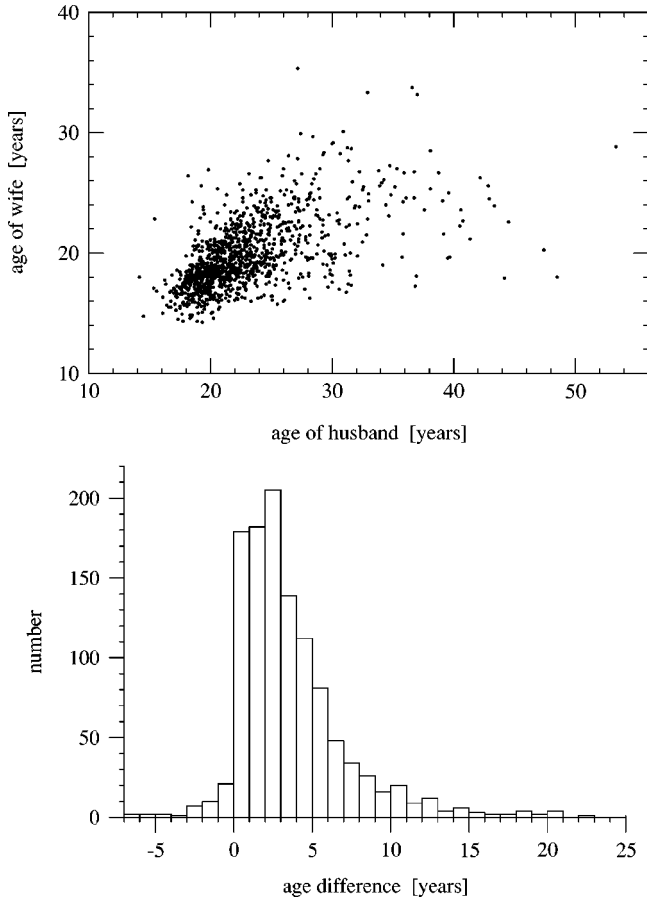 40
30
20
10
age of wife [years]
10 20 30 40 50
age of husband [years]
200
150
100
50
0
number
-5 0 5 10 15 20 25
age difference [years]